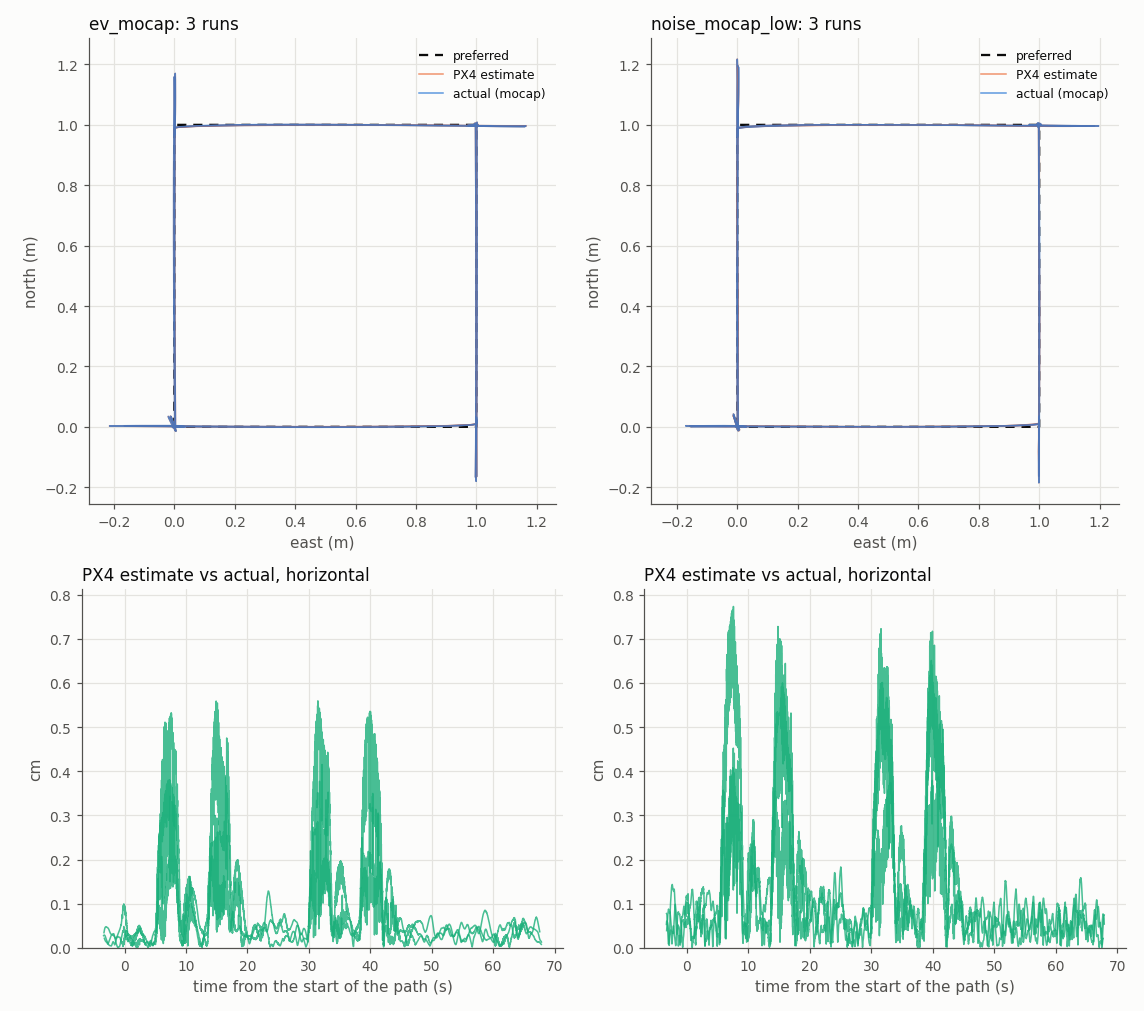 ev_mocap: 3 runs
preferred
PX4 estimate
actual (mocap)
1.2
1.0
0.8
0.6
0.4
0.2
0.0
−0.2
north (m)
−0.2 0.0 0.2 0.4 0.6 0.8 1.0 1.2
east (m)
noise_mocap_low: 3 runs
preferred
PX4 estimate
actual (mocap)
1.2
1.0
0.8
0.6
0.4
0.2
0.0
−0.2
north (m)
−0.2 0.0 0.2 0.4 0.6 0.8 1.0 1.2
east (m)
PX4 estimate vs actual, horizontal
0.8
0.7
0.6
0.5
0.4
0.3
0.2
0.1
0.0
cm
0 10 20 30 40 50 60 70
time from the start of the path (s)
PX4 estimate vs actual, horizontal
0.8
0.7
0.6
0.5
0.4
0.3
0.2
0.1
0.0
cm
0 10 20 30 40 50 60 70
time from the start of the path (s)